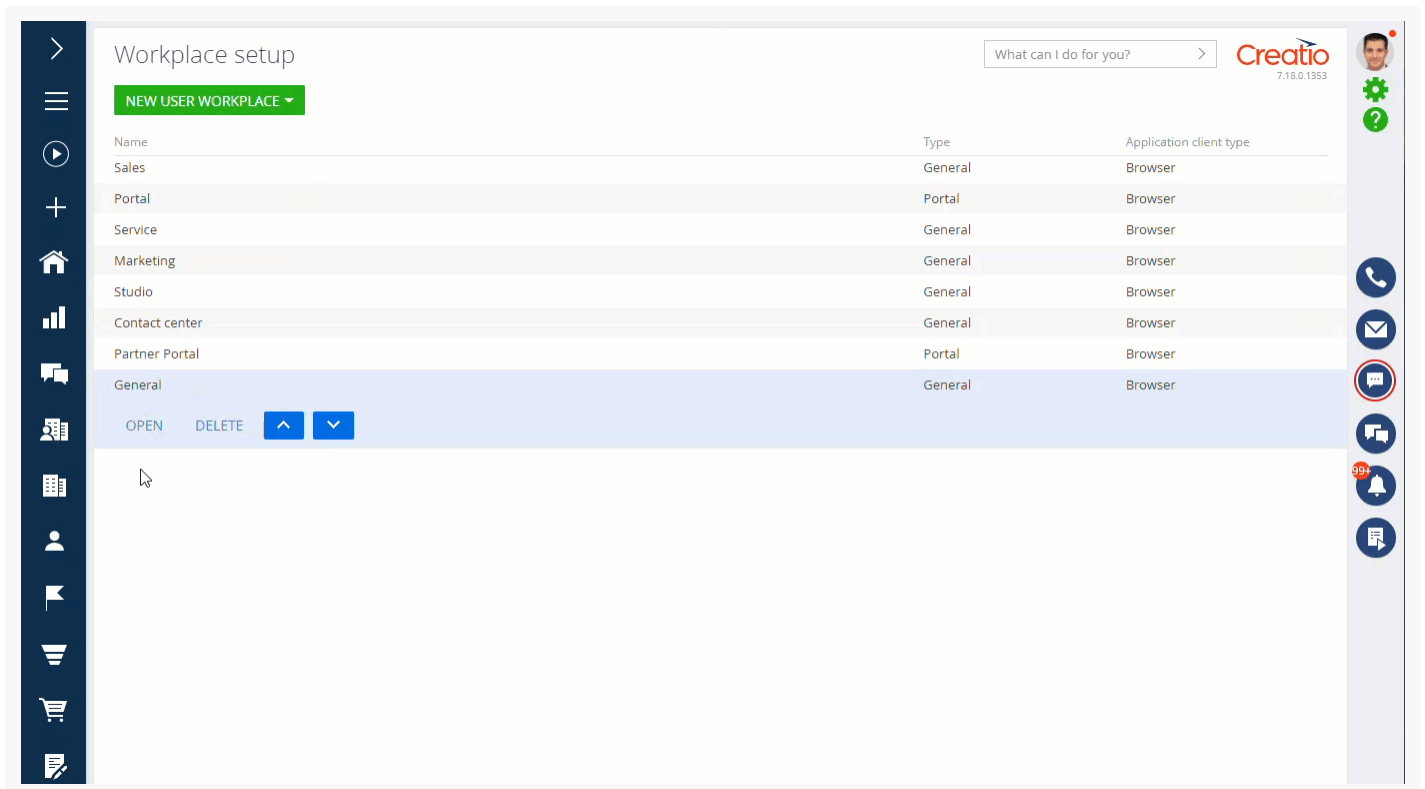 Workplace setup
What can I do for you?
Creatio
7.18.0.1353
NEW USER WORKPLACE
Name Type Application client type
Sales General Browser
Portal Portal Browser
Service General Browser
Marketing General Browser
Studio General Browser
Contact center General Browser
Partner Portal Portal Browser
General General Browser
OPEN DELETE
?
99+